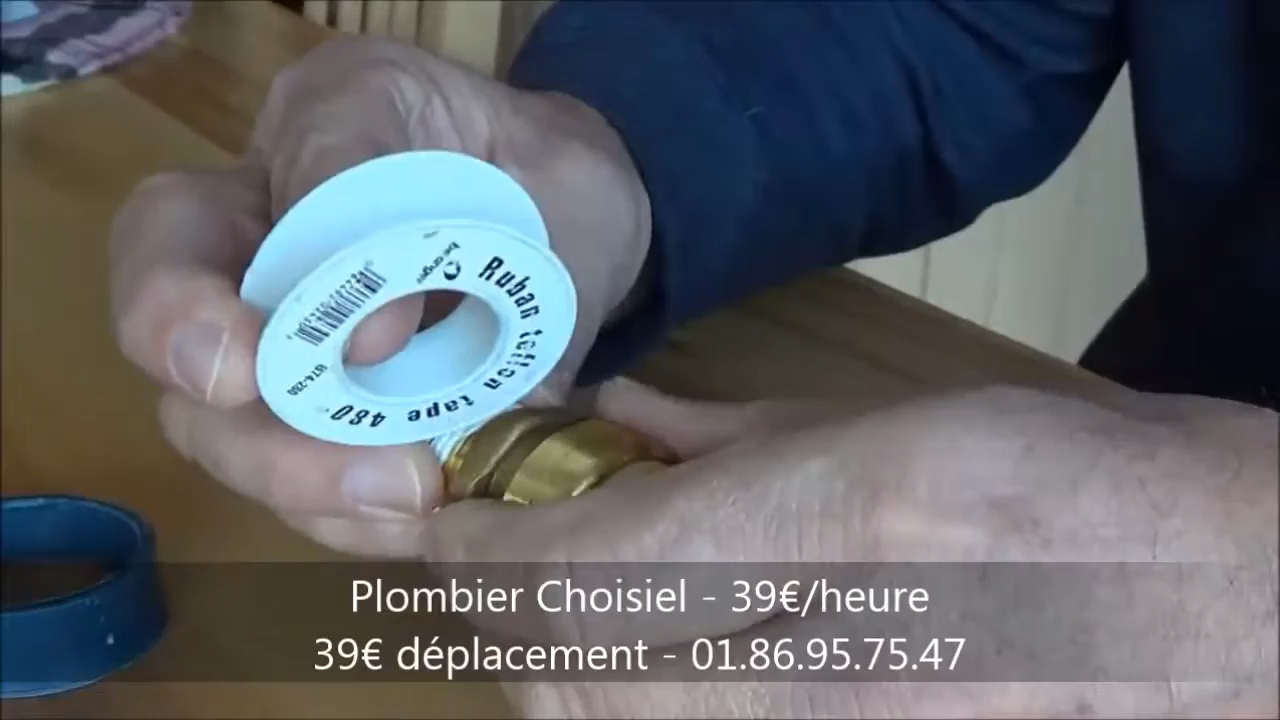 Ruban teflon tape 480
Plombier Choisiel - 39€/heure
39€ déplacement - 01.86.95.75.47